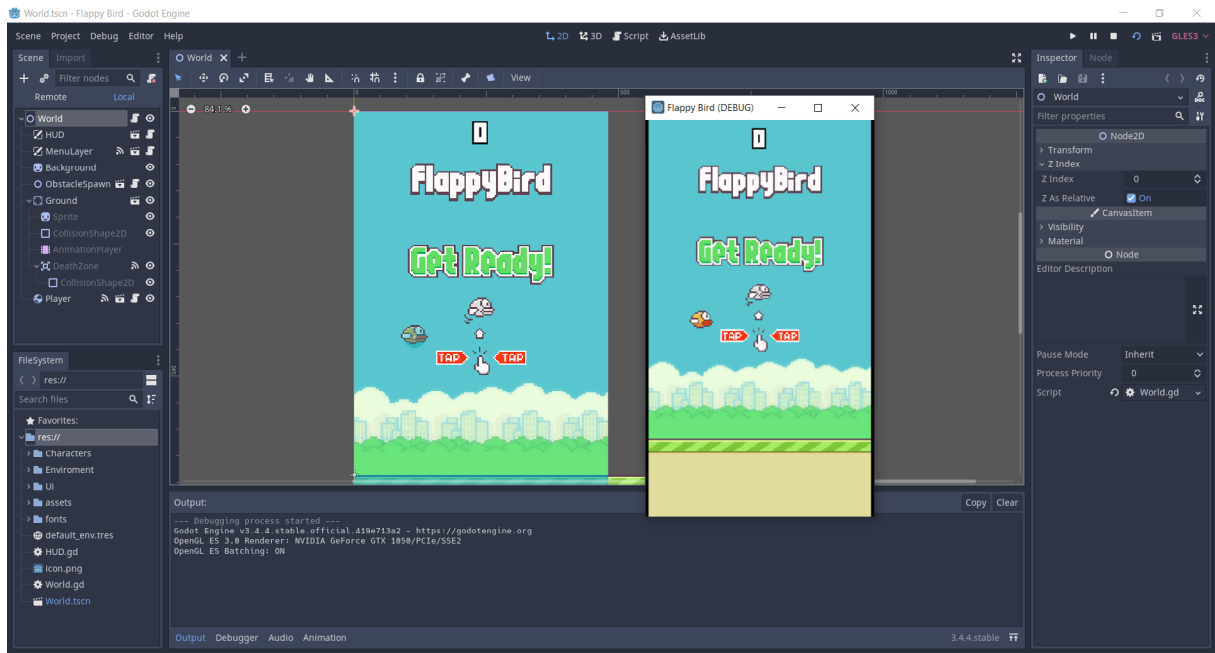 World.tscn - Flappy Bird - Godot Engine
Scene Project Debug Editor Help
2D 3D Script AssetLib
GLES3
Scene Import
World
Filter nodes
View
Remote Local
84.1 %
0 500 1000
World
HUD
MenuLayer
Background
ObstacleSpawn
Ground
Sprite
CollisionShape2D
AnimationPlayer
DeathZone
CollisionShape2D
Player
FlappyBird
Get Ready!
TAP TAP
Flappy Bird (DEBUG)
FlappyBird
Get Ready!
TAP TAP
FileSystem
res://
Search files
Favorites:
res://
Characters
Enviroment
UI
assets
fonts
default_env.tres
HUD.gd
icon.png
World.gd
World.tscn
Output:
Copy Clear
--- Debugging process started ---
Godot Engine v3.4.4.stable.official.419e713a2 - https://godotengine.org
OpenGL ES 3.0 Renderer: NVIDIA GeForce GTX 1050/PCIe/SSE2
OpenGL ES Batching: ON
Output Debugger Audio Animation
3.4.4.stable
Inspector Node
World
Filter properties
Node2D
Transform
Z Index
Z Index 0
Z As Relative On
CanvasItem
Visibility
Material
Node
Editor Description
Pause Mode Inherit
Process Priority 0
Script World.gd